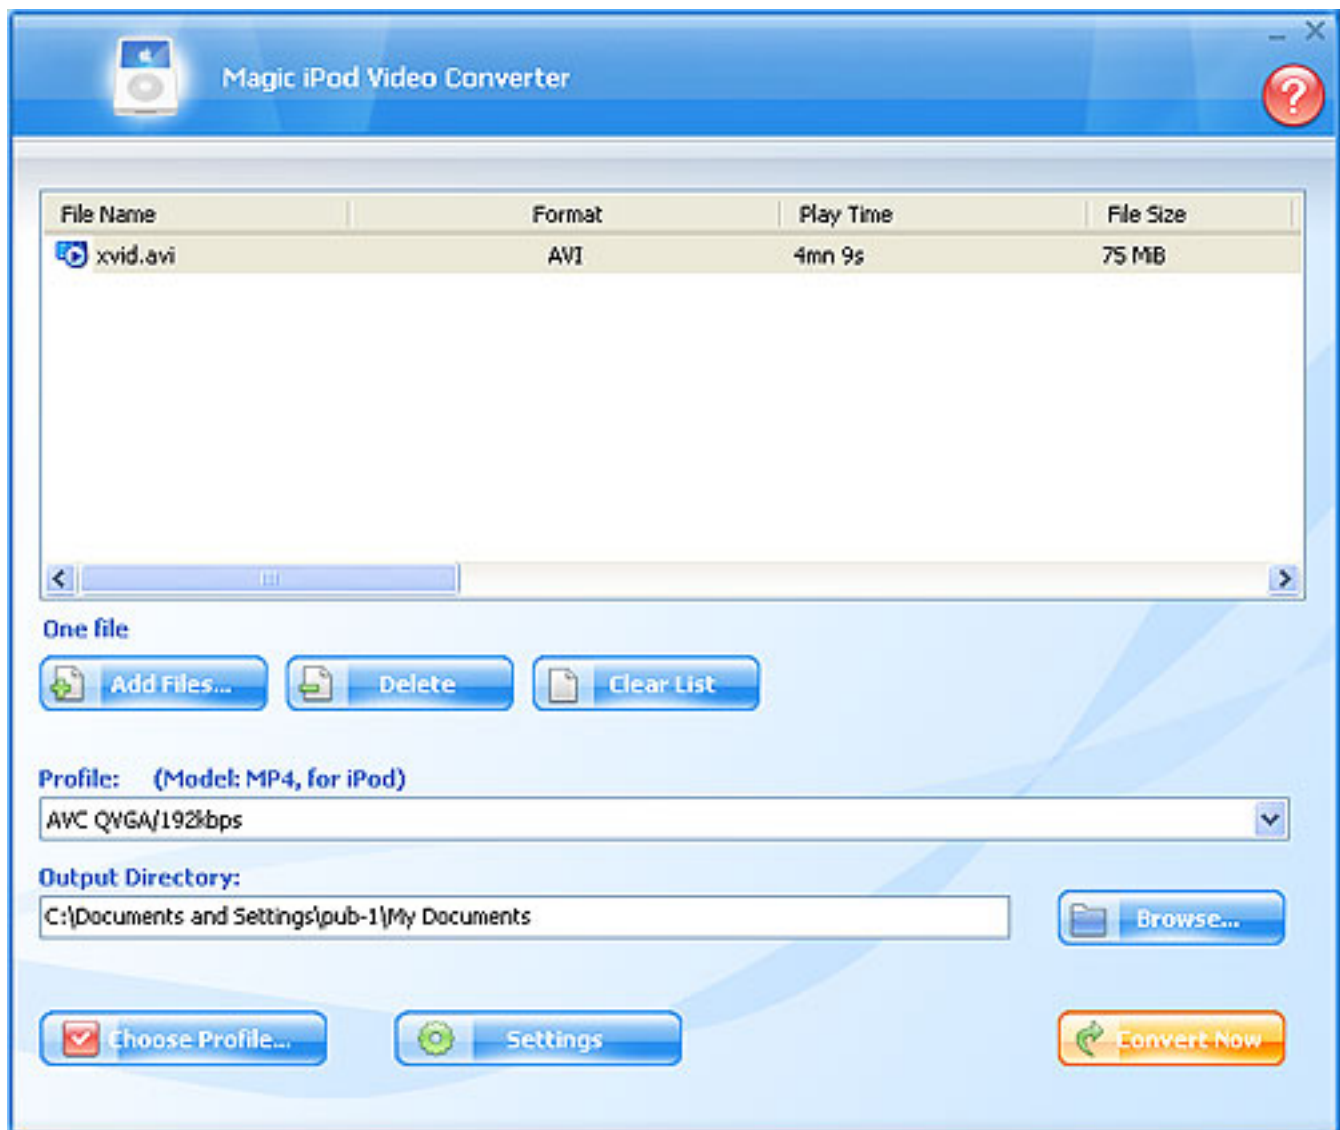 Magic iPod Video Converter
?
File Name Format Play Time File Size
xvid.avi AVI 4mn 9s 75 MiB
One file
Add Files... Delete Clear List
Profile: (Model: MP4, for iPod)
AVC QVGA/192kbps
Output Directory:
C:\Documents and Settings\pub-1\My Documents
Browse...
Choose Profile... Settings Convert Now